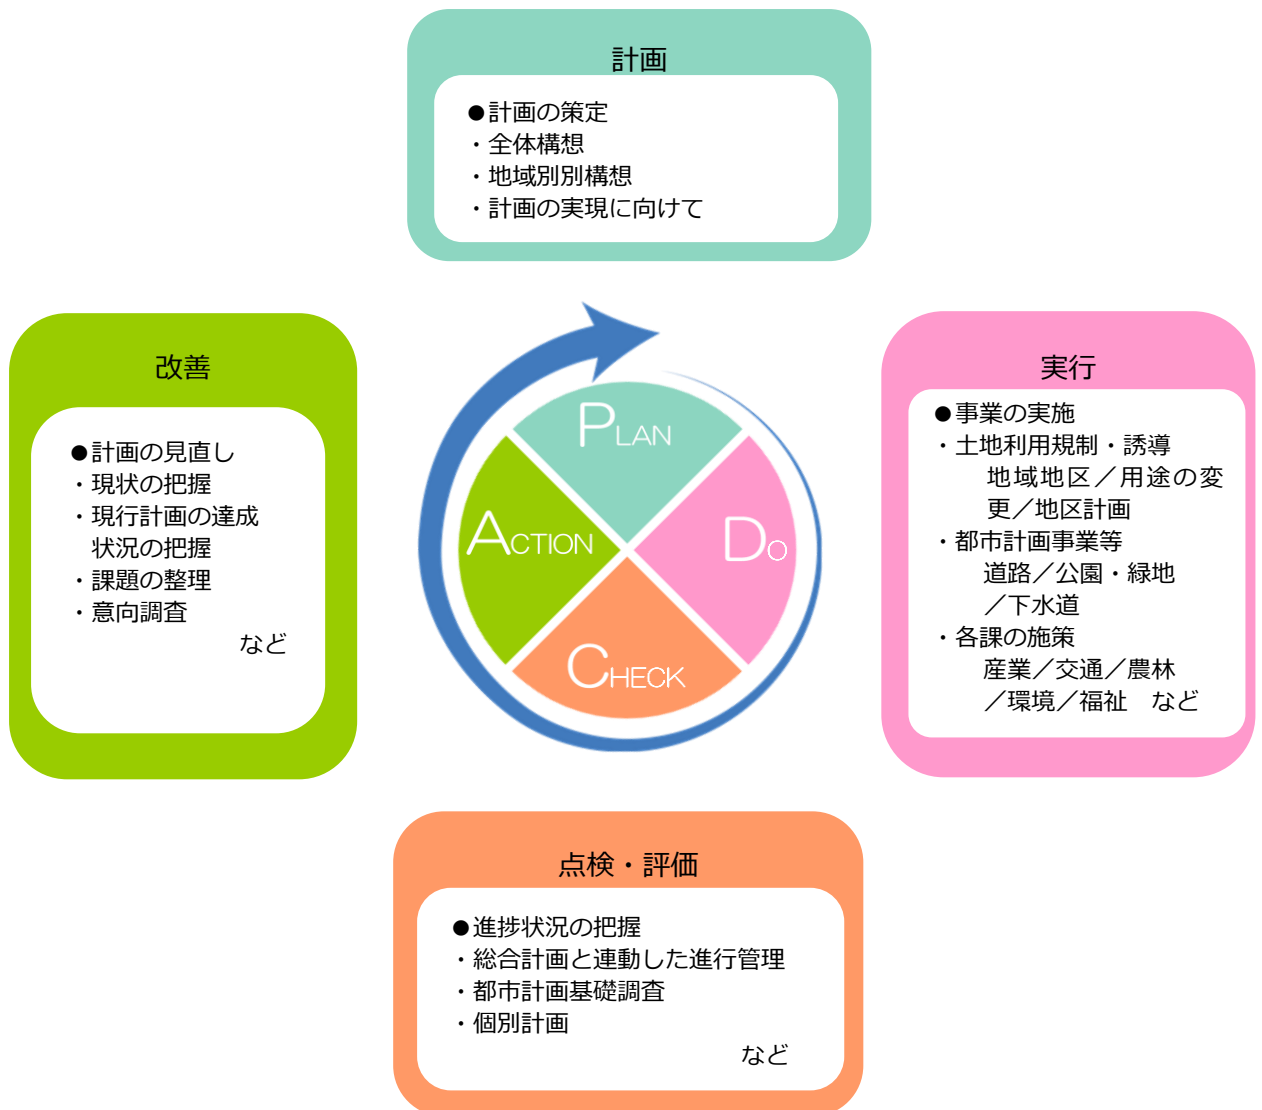 計画
●計画の策定
・全体構想
・地域別別構想
・計画の実現に向けて
改善
●計画の見直し
・現状の把握
・現行計画の達成
状況の把握
・課題の整理
・意向調査
など
PLAN
DO
CHECK
ACTION
実行
●事業の実施
・土地利用規制・誘導
地域地区／用途の変
更／地区計画
・都市計画事業等
道路／公園・緑地
／下水道
・各課の施策
産業／交通／農林
／環境／福祉　など
点検・評価
●進捗状況の把握
・総合計画と連動した進行管理
・都市計画基礎調査
・個別計画
など